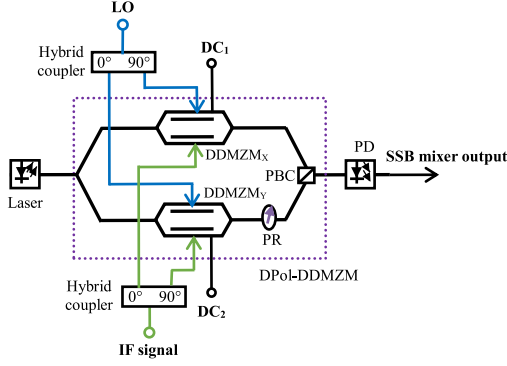 LO
Hybrid
coupler
0° 90°
DC1
DDMZMX
Laser
DDMZMY
PBC
PD
SSB mixer output
PR
DPol-DDMZM
Hybrid
coupler
0° 90°
DC2
IF signal